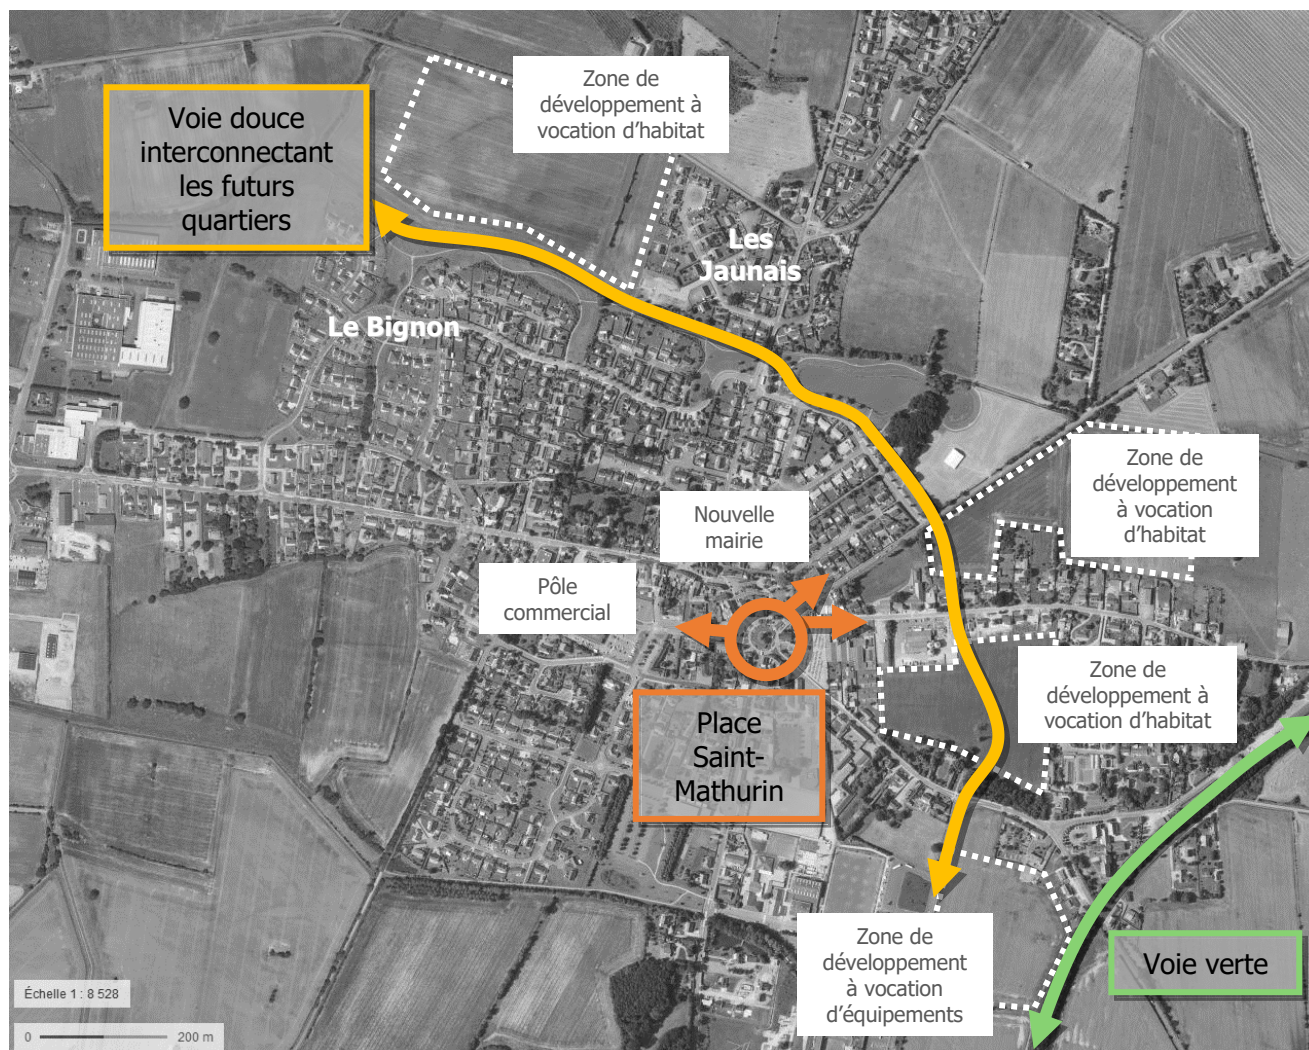 Zone de
développement à
vocation d'habitat
Voie douce
interconnectant
les futurs
quartiers
Les
Jaunais
Le Bignon
Zone de
développement
à vocation
d'habitat
Nouvelle
mairie
Pôle
commercial
Zone de
développement à
vocation d'habitat
Place
Saint-
Mathurin
Zone de
développement
à vocation
d'équipements
Voie verte
Échelle 1 : 8 528
0 200 m